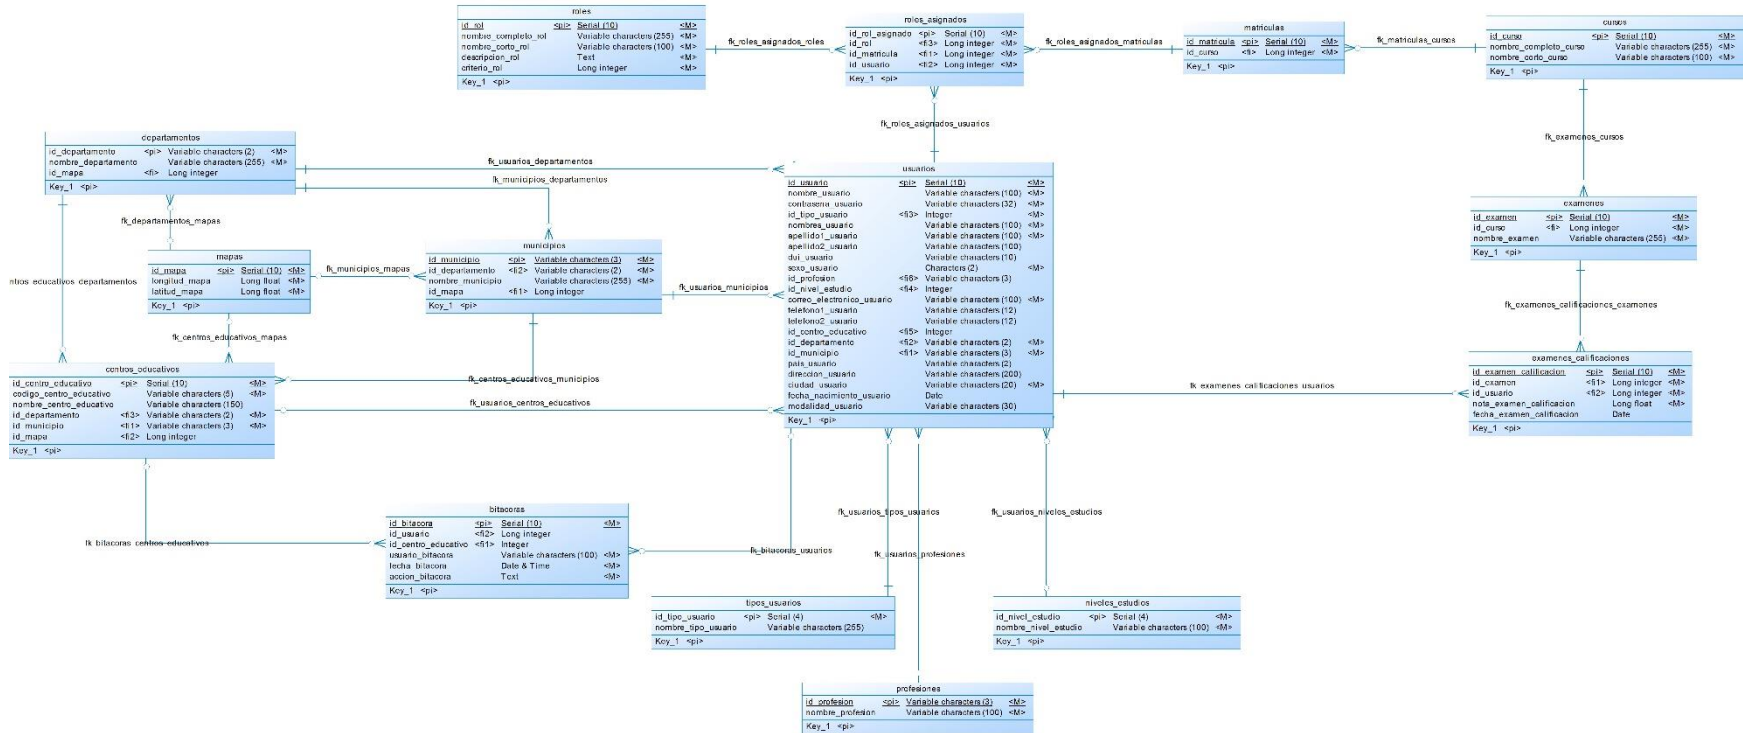 roles
id_rol <pi> Serial (10) <M>
nombre_completo_rol Variable characters (255) <M>
nombre_corto_rol Variable characters (100) <M>
descripcion_rol Text <M>
criterio_rol Long integer <M>
Key_1 <pi>
fk_roles_asignados_roles
roles_asignados
id_rol_asignado <pi> Serial (10) <M>
id_rol <fi3> Long integer <M>
id_matricula <fi1> Long integer <M>
id_usuario <fi2> Long integer <M>
Key_1 <pi>
fk_roles_asignados_matriculas
matriculas
id_matricula <pi> Serial (10) <M>
id_curso <fi> Long integer <M>
Key_1 <pi>
fk_matriculas_cursos
cursos
id_curso <pi> Serial (10) <M>
nombre_completo_curso Variable characters (255) <M>
nombre_corto_curso Variable characters (100) <M>
Key_1 <pi>
fk_roles_asignados_usuarios
fk_examenes_cursos
departamentos
id_departamento <pi> Variable characters (2) <M>
nombre_departamento Variable characters (255) <M>
id_mapa <fi> Long integer
Key_1 <pi>
fk_usuarios_departamentos
fk_municipios_departamentos
fk_departamentos_mapas
usuarios
id_usuario <pi> Serial (10) <M>
nombre_usuario Variable characters (100) <M>
contrasena_usuario Variable characters (32) <M>
id_tipo_usuario <fi3> Integer <M>
nombres_usuario Variable characters (100) <M>
apellido1_usuario Variable characters (100) <M>
apellido2_usuario Variable characters (100)
dui_usuario Variable characters (10)
sexo_usuario Characters (2) <M>
id_profesion <fi6> Variable characters (3)
id_nivel_estudio <fi4> Integer
correo_electronico_usuario Variable characters (100) <M>
telefono1_usuario Variable characters (12)
telefono2_usuario Variable characters (12)
id_centro_educativo <fi5> Integer
id_departamento <fi2> Variable characters (2) <M>
id_municipio <fi1> Variable characters (3) <M>
pais_usuario Variable characters (2)
direccion_usuario Variable characters (200)
ciudad_usuario Variable characters (20) <M>
fecha_nacimiento_usuario Date
modalidad_usuario Variable characters (30)
Key_1 <pi>
examenes
id_examen <pi> Serial (10) <M>
id_curso <fi> Long integer <M>
nombre_examen Variable characters (255) <M>
Key_1 <pi>
mapas
id_mapa <pi> Serial (10) <M>
longitud_mapa Long float <M>
latitud_mapa Long float <M>
Key_1 <pi>
fk_municipios_mapas
municipios
id_municipio <pi> Variable characters (3) <M>
id_departamento <fi2> Variable characters (2) <M>
nombre_municipio Variable characters (255) <M>
id_mapa <fi1> Long integer
Key_1 <pi>
fk_usuarios_municipios
ntros_educativos_departamentos
fk_centros_educativos_mapas
fk_examenes_calificaciones_examenes
centros_educativos
id_centro_educativo <pi> Serial (10) <M>
codigo_centro_educativo Variable characters (5) <M>
nombre_centro_educativo Variable characters (150)
id_departamento <fi3> Variable characters (2) <M>
id_municipio <fi1> Variable characters (3) <M>
id_mapa <fi2> Long integer
Key_1 <pi>
fk_centros_educativos_municipios
fk_usuarios_centros_educativos
fk_examenes_calificaciones_usuarios
examenes_calificaciones
id_examen_calificacion <pi> Serial (10) <M>
id_examen <fi1> Long integer <M>
id_usuario <fi2> Long integer <M>
nota_examen_calificacion Long float <M>
fecha_examen_calificacion Date
Key_1 <pi>
bitacoras
id_bitacora <pi> Serial (10) <M>
id_usuario <fi2> Long integer
id_centro_educativo <fi1> Integer
usuario_bitacora Variable characters (100) <M>
fecha_bitacora Date & Time <M>
accion_bitacora Text <M>
Key_1 <pi>
fk_bitacoras_centros_educativos
fk_bitacoras_usuarios
fk_usuarios_tipos_usuarios
fk_usuarios_niveles_estudios
fk_usuarios_profesiones
tipos_usuarios
id_tipo_usuario <pi> Serial (4) <M>
nombre_tipo_usuario Variable characters (255)
Key_1 <pi>
niveles_estudios
id_nivel_estudio <pi> Serial (4) <M>
nombre_nivel_estudio Variable characters (100) <M>
Key_1 <pi>
profesiones
id_profesion <pi> Variable characters (3) <M>
nombre_profesion Variable characters (100) <M>
Key_1 <pi>